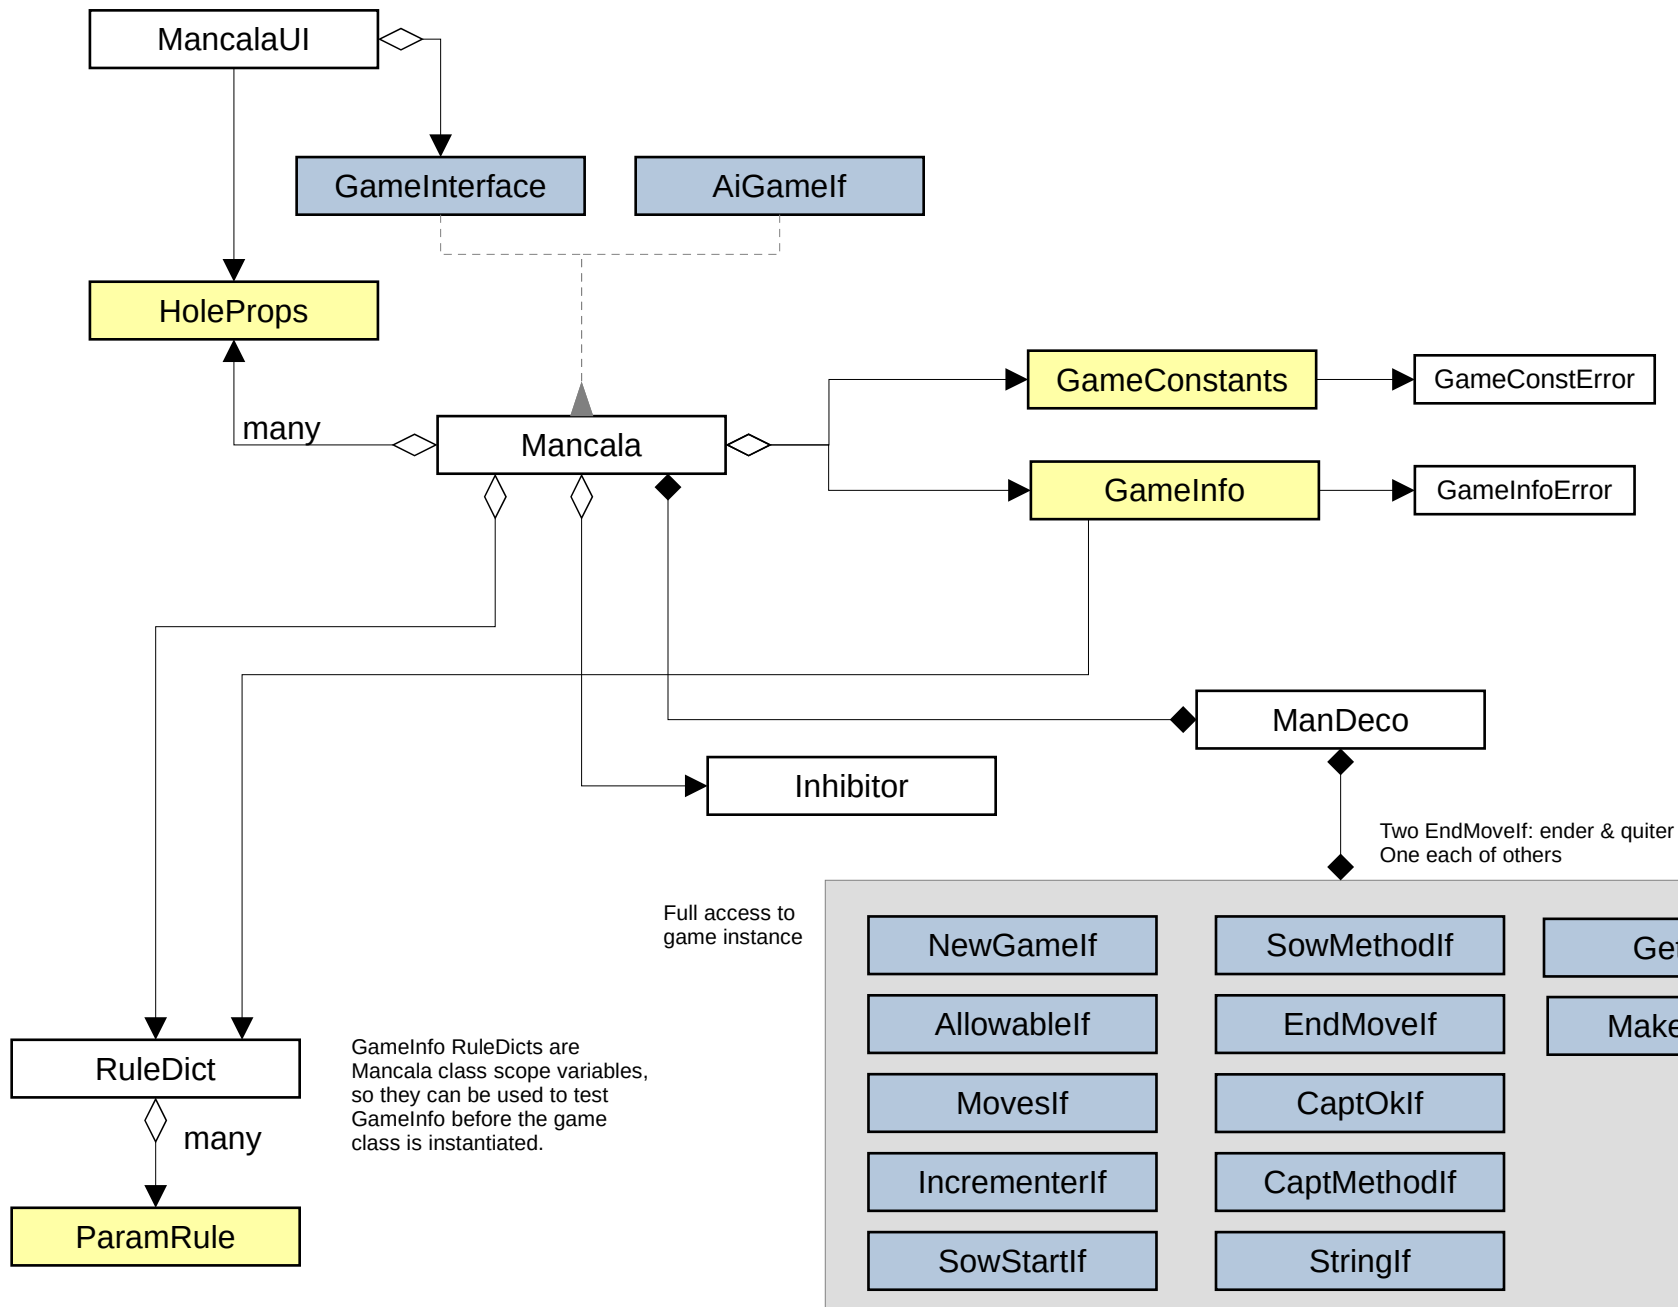 MancalaUI
GameInterface
AiGameIf
HoleProps
many
Mancala
GameConstants
GameConstError
GameInfo
GameInfoError
ManDeco
Inhibitor
Two EndMoveIf: ender & quiter
One each of others
Full access to
game instance
NewGameIf
SowMethodIf
AllowableIf
EndMoveIf
MovesIf
CaptOkIf
IncrementerIf
CaptMethodIf
SowStartIf
StringIf
RuleDict
GameInfo RuleDicts are
Mancala class scope variables,
so they can be used to test
GameInfo before the game
class is instantiated.
many
ParamRule